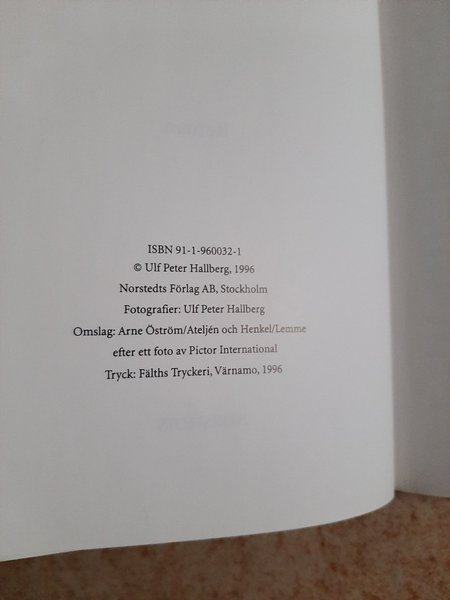 ISBN 91-1-960032-1
© Ulf Peter Hallberg, 1996
Norstedts Förlag AB, Stockholm
Fotografier: Ulf Peter Hallberg
Omslag: Arne Öström/Ateljén och Henkel/Lemme
efter ett foto av Pictor International
Tryck: Fälths Tryckeri, Värnamo, 1996